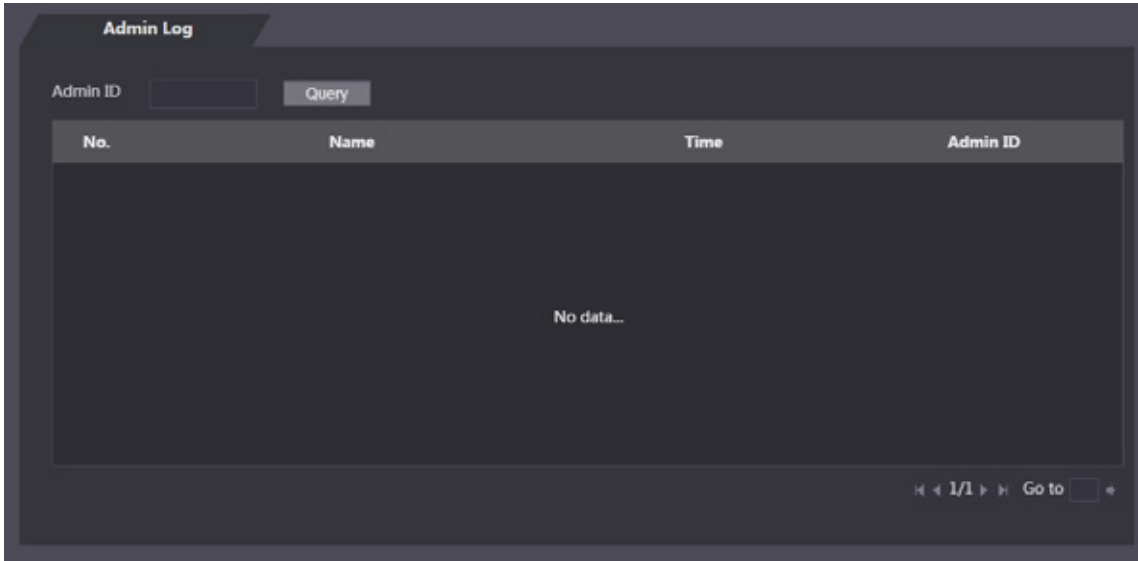 Admin Log
Admin ID Query
No. Name Time Admin ID
No data...
1/1 Go to